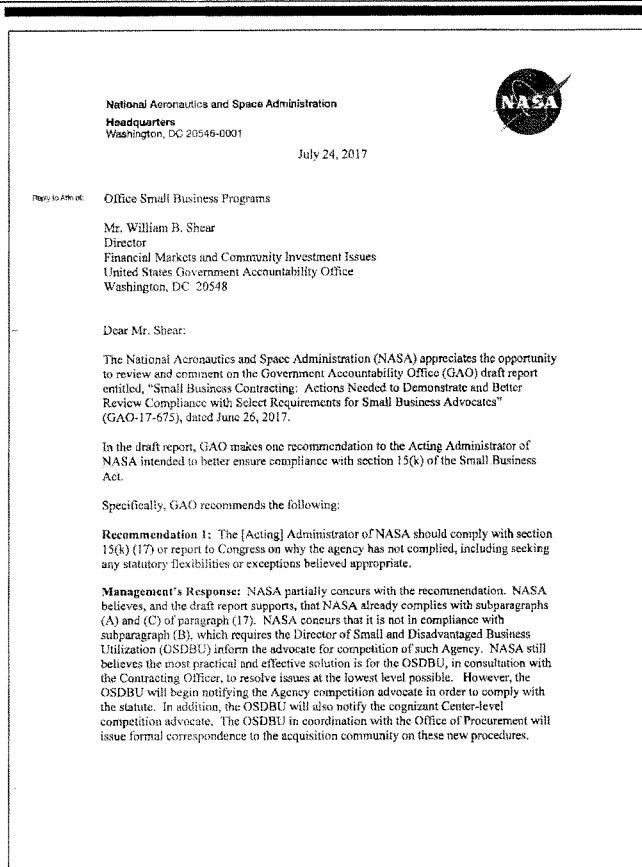 National Aeronautics and Space Administration
Headquarters
Washington, DC 20546-0001
NASA
July 24, 2017
Reply to Attn of:
Office Small Business Programs
Mr. William B. Shear
Director
Financial Markets and Community Investment Issues
United States Government Accountability Office
Washington, DC 20548
Dear Mr. Shear:
The National Aeronautics and Space Administration (NASA) appreciates the opportunity
to review and comment on the Government Accountability Office (GAO) draft report
entitled, "Small Business Contracting: Actions Needed to Demonstrate and Better
Review Compliance with Select Requirements for Small Business Advocates"
(GAO-17-675), dated June 26, 2017.
In the draft report, GAO makes one recommendation to the Acting Administrator of
NASA intended to better ensure compliance with section 15(k) of the Small Business
Act.
Specifically, GAO recommends the following:
Recommendation 1: The [Acting] Administrator of NASA should comply with section
15(k) (17) or report to Congress on why the agency has not complied, including seeking
any statutory flexibilities or exceptions believed appropriate.
Management's Response: NASA partially concurs with the recommendation. NASA
believes, and the draft report supports, that NASA already complies with subparagraphs
(A) and (C) of paragraph (17). NASA concurs that it is not in compliance with
subparagraph (B), which requires the Director of Small and Disadvantaged Business
Utilization (OSDBU) inform the advocate for competition of such Agency. NASA still
believes the most practical and effective solution is for the OSDBU, in consultation with
the Contracting Officer, to resolve issues at the lowest level possible. However, the
OSDBU will begin notifying the Agency competition advocate in order to comply with
the statute. In addition, the OSDBU will also notify the cognizant Center-level
competition advocate. The OSDBU in coordination with the Office of Procurement will
issue formal correspondence to the acquisition community on these new procedures.